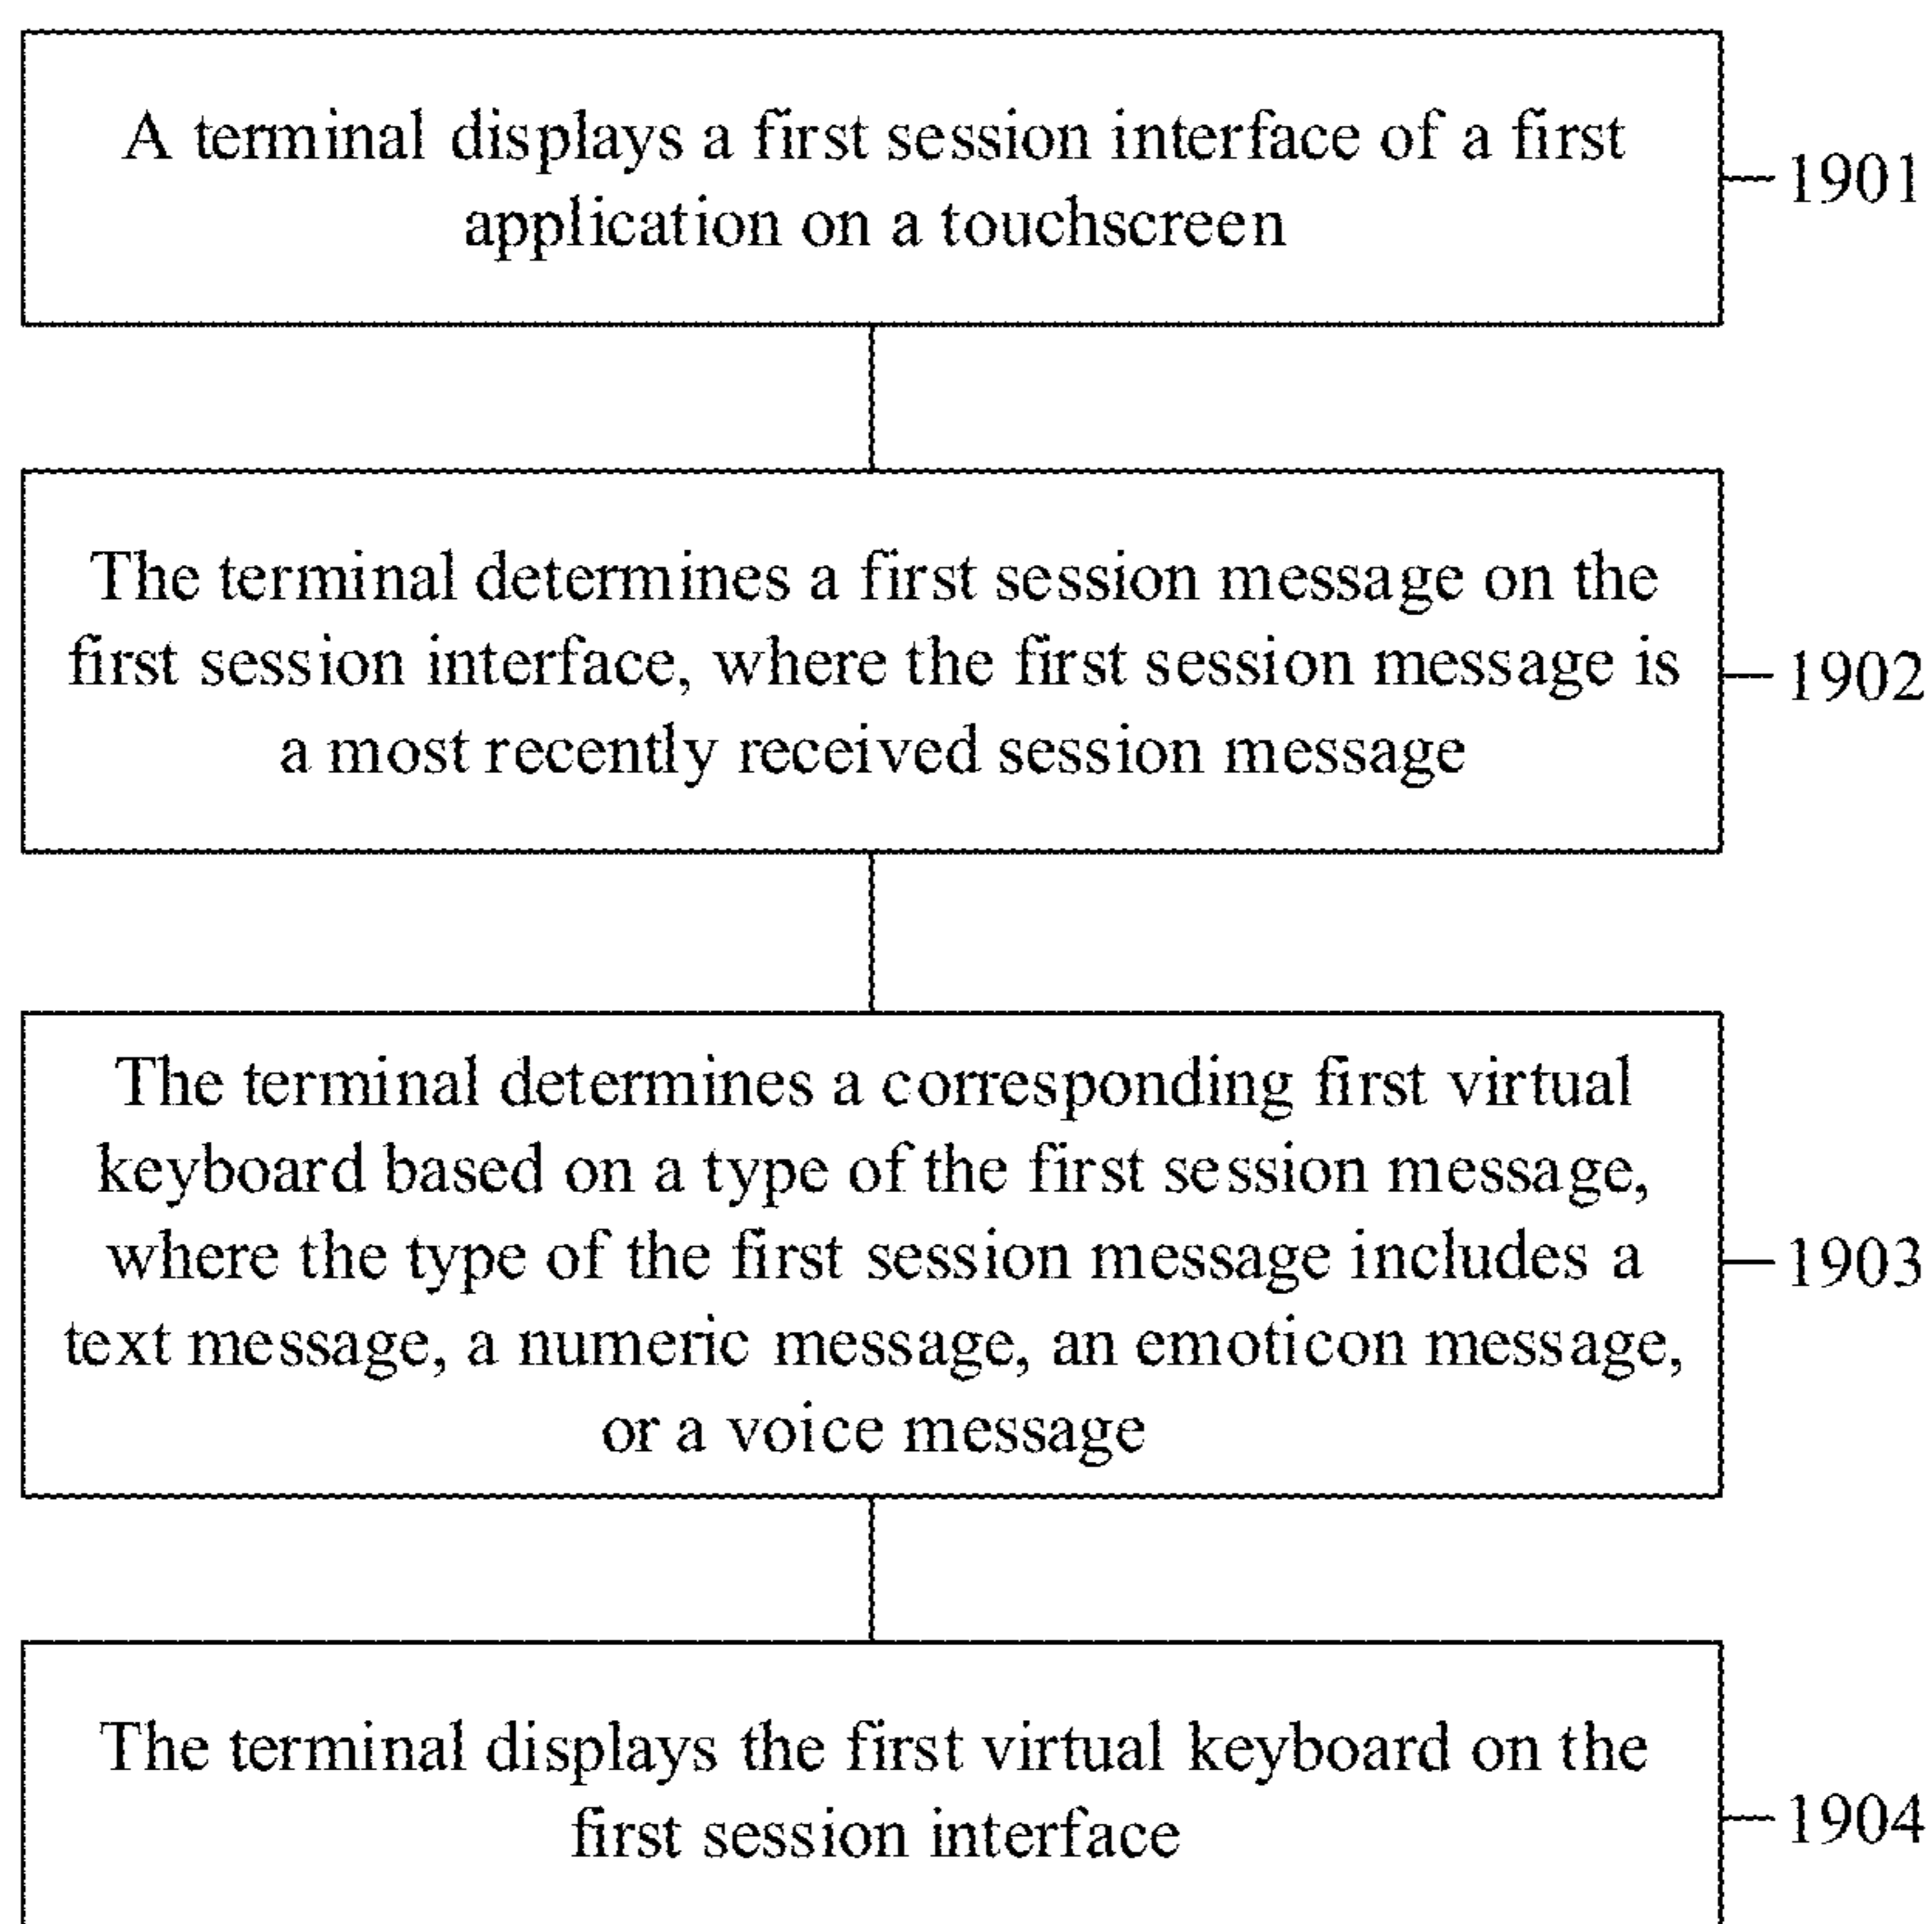 A terminal displays a first session interface of a first
application on a touchscreen
1901
The terminal determines a first session message on the
first session interface, where the first session message is
a most recently received session message
1902
The terminal determines a corresponding first virtual
keyboard based on a type of the first session message,
where the type of the first session message includes a
text message, a numeric message, an emoticon message,
or a voice message
1903
The terminal displays the first virtual keyboard on the
first session interface
1904